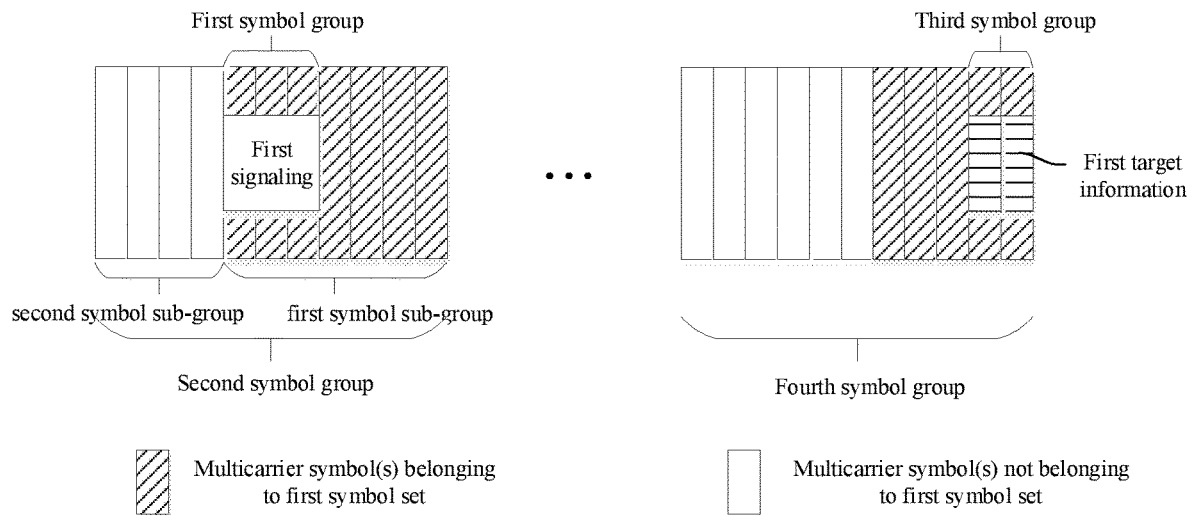 First symbol group
Third symbol group
First
signaling
• • •
First target
information
second symbol sub-group
first symbol sub-group
Second symbol group
Fourth symbol group
Multicarrier symbol(s) belonging
to first symbol set
Multicarrier symbol(s) not belonging
to first symbol set